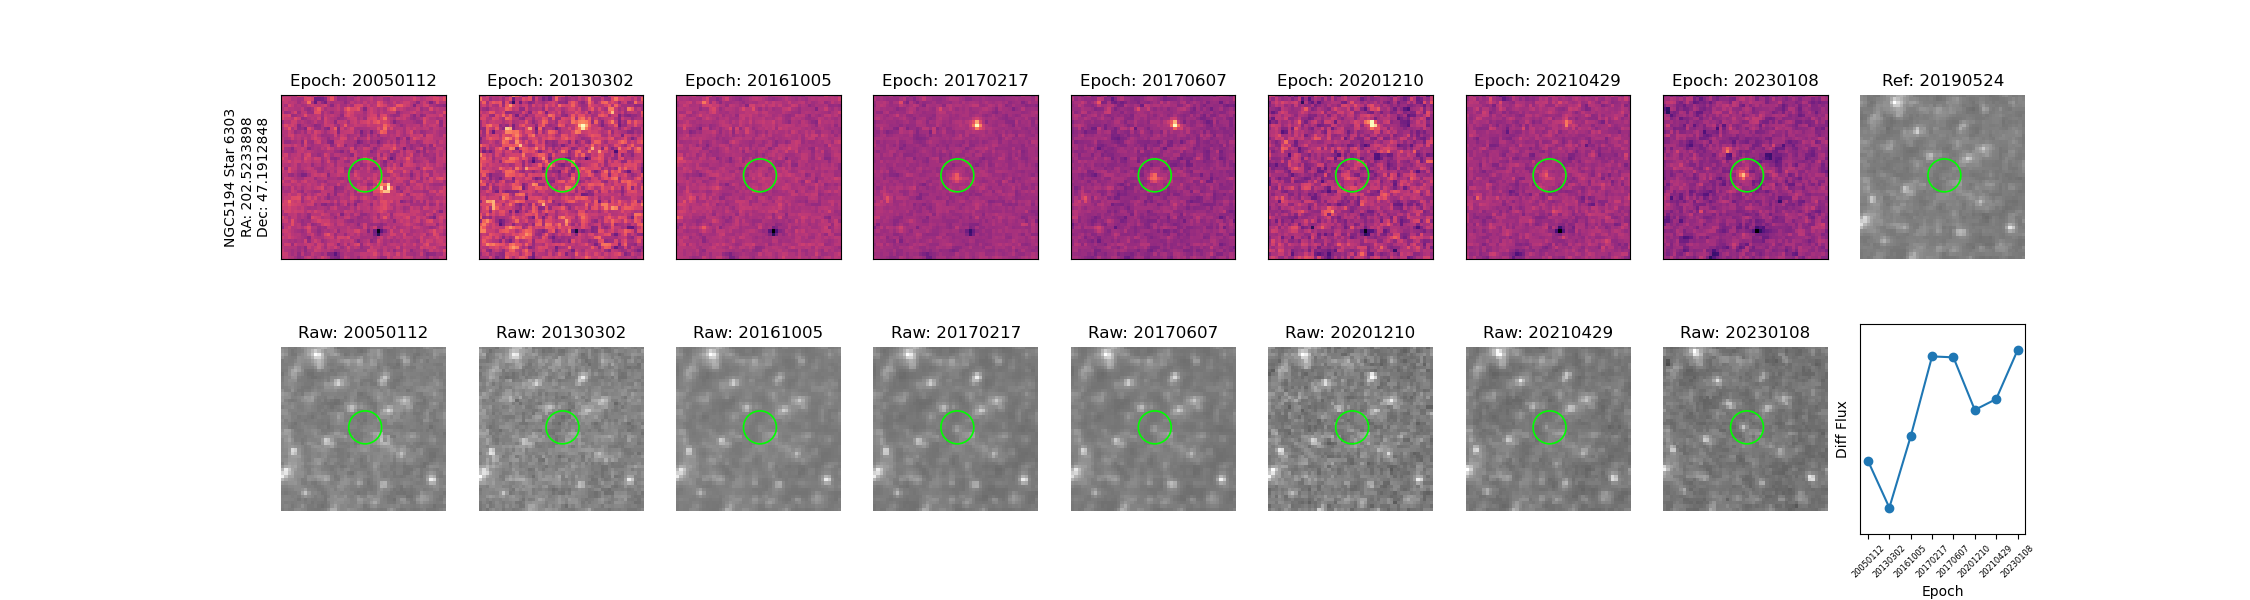 NGC5194 Star 6303
RA: 202.5233898
Dec: 47.1912848
Epoch: 20050112
Epoch: 20130302
Epoch: 20161005
Epoch: 20170217
Epoch: 20170607
Epoch: 20201210
Epoch: 20210429
Epoch: 20230108
Ref: 20190524
Raw: 20050112
Raw: 20130302
Raw: 20161005
Raw: 20170217
Raw: 20170607
Raw: 20201210
Raw: 20210429
Raw: 20230108
Diff Flux
20050112
20130302
20161005
20170217
20170607
20201210
20210429
20230108
Epoch